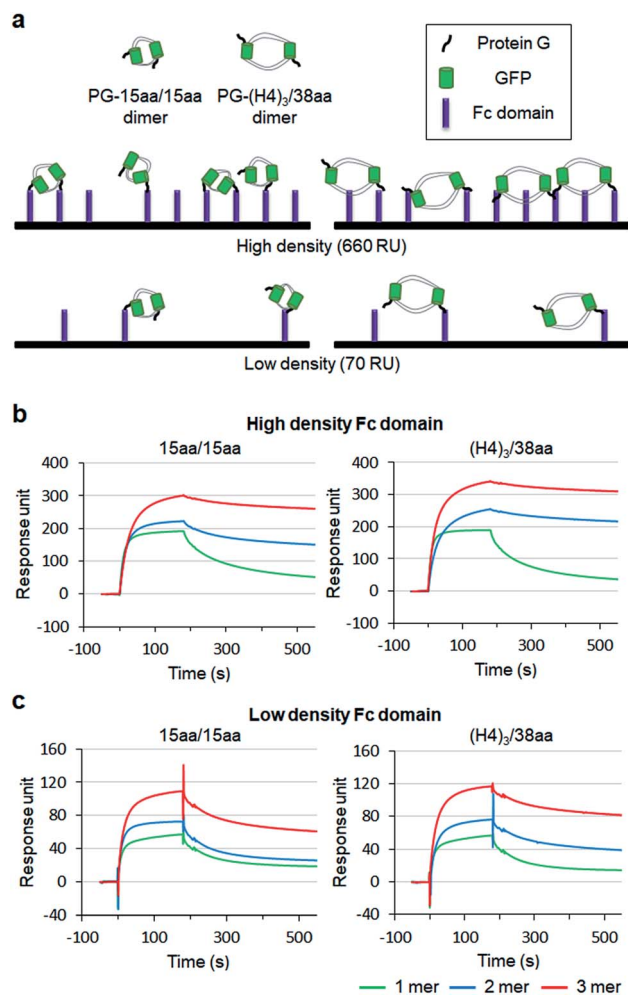 a
Protein G
GFP
Fc domain
PG-15aa/15aa
dimer
PG-(H4)₃/38aa
dimer
High density (660 RU)
Low density (70 RU)
b
High density Fc domain
15aa/15aa
Response unit
400
300
200
100
0
-100
-100 100 300 500
Time (s)
(H4)₃/38aa
Response unit
400
300
200
100
0
-100
-100 100 300 500
Time (s)
c
Low density Fc domain
15aa/15aa
Response unit
160
120
80
40
0
-40
-100 100 300 500
Time (s)
(H4)₃/38aa
Response unit
160
120
80
40
0
-40
-100 100 300 500
Time (s)
1 mer 2 mer 3 mer